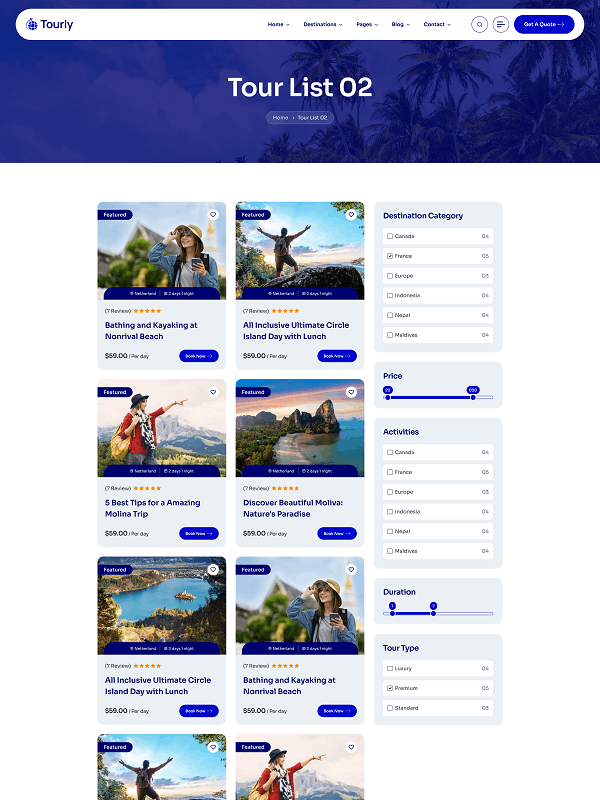 Tourly
Home
Destinations
Pages
Blog
Contact
Get A Quote
Tour List 02
Home
Tour List 02
Featured
Netherland
2 days 1 night
(7 Review)
Bathing and Kayaking at
Nonrival Beach
$59.00 / Per day
Book Now
Featured
Netherland
2 days 1 night
(7 Review)
All Inclusive Ultimate Circle
Island Day with Lunch
$59.00 / Per day
Book Now
Featured
Netherland
2 days 1 night
(7 Review)
5 Best Tips for a Amazing
Molina Trip
$59.00 / Per day
Book Now
Featured
Netherland
2 days 1 night
(7 Review)
Discover Beautiful Moliva:
Nature's Paradise
$59.00 / Per day
Book Now
Featured
Netherland
2 days 1 night
(7 Review)
All Inclusive Ultimate Circle
Island Day with Lunch
$59.00 / Per day
Book Now
Featured
Netherland
2 days 1 night
(7 Review)
Bathing and Kayaking at
Nonrival Beach
$59.00 / Per day
Book Now
Featured
Featured
Destination Category
Canada 04
France 05
Europe 03
Indonesia 04
Nepal 04
Maldives 04
Price
Activities
Canada 04
France 05
Europe 03
Indonesia 04
Nepal 04
Maldives 04
Duration
Tour Type
Luxury 04
Premium 05
Standard 03